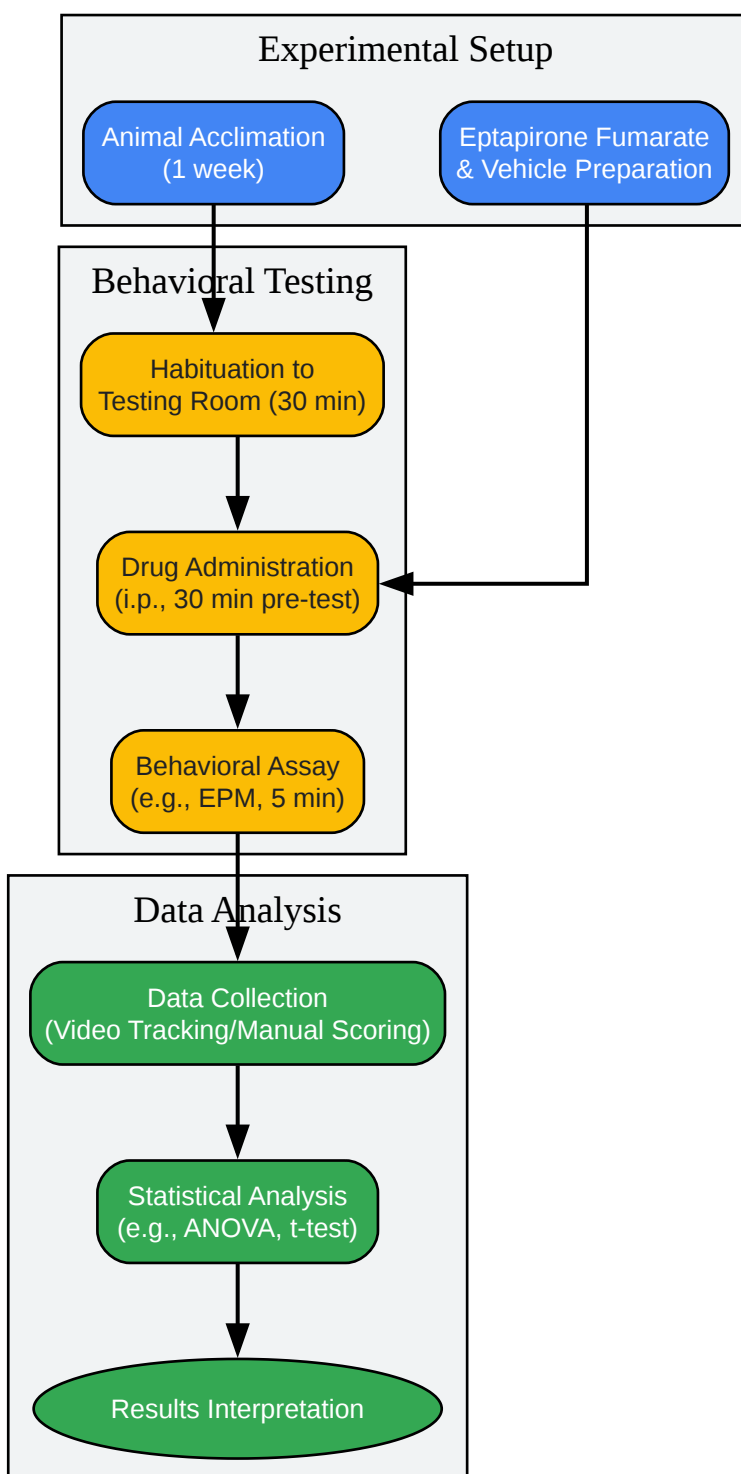 Experimental Setup
Animal Acclimation
(1 week)
Eptapirone Fumarate
& Vehicle Preparation
Behavioral Testing
Habituation to
Testing Room (30 min)
Drug Administration
(i.p., 30 min pre-test)
Behavioral Assay
(e.g., EPM, 5 min)
Data Analysis
Data Collection
(Video Tracking/Manual Scoring)
Statistical Analysis
(e.g., ANOVA, t-test)
Results Interpretation